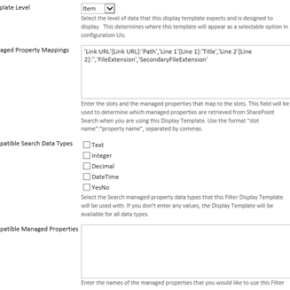 plate Level
Item
Select the level of data that this display template expects and is designed to display. This determines where this template will appear as a selectable option in configuration UIs.
aged Property Mappings
'Link URL'{Link URL}:'Path','Line 1'{Line 1}:'Title','Line 2'{Line 2}:'','FileExtension','SecondaryFileExtension'
Enter the slots and the managed properties that map to the slots. This field will be used to determine which managed properties are retrieved from SharePoint Search when you are using this Display Template. Use the format "slot name":"property name", separated by commas.
patible Search Data Types
Text
Integer
Decimal
DateTime
YesNo
Select the Search managed property data types that this Filter Display Template will be used with. If you don't enter any values, the Display Template will be available for all data types.
patible Managed Properties
Enter the names of the managed properties that you would like to use this Filter